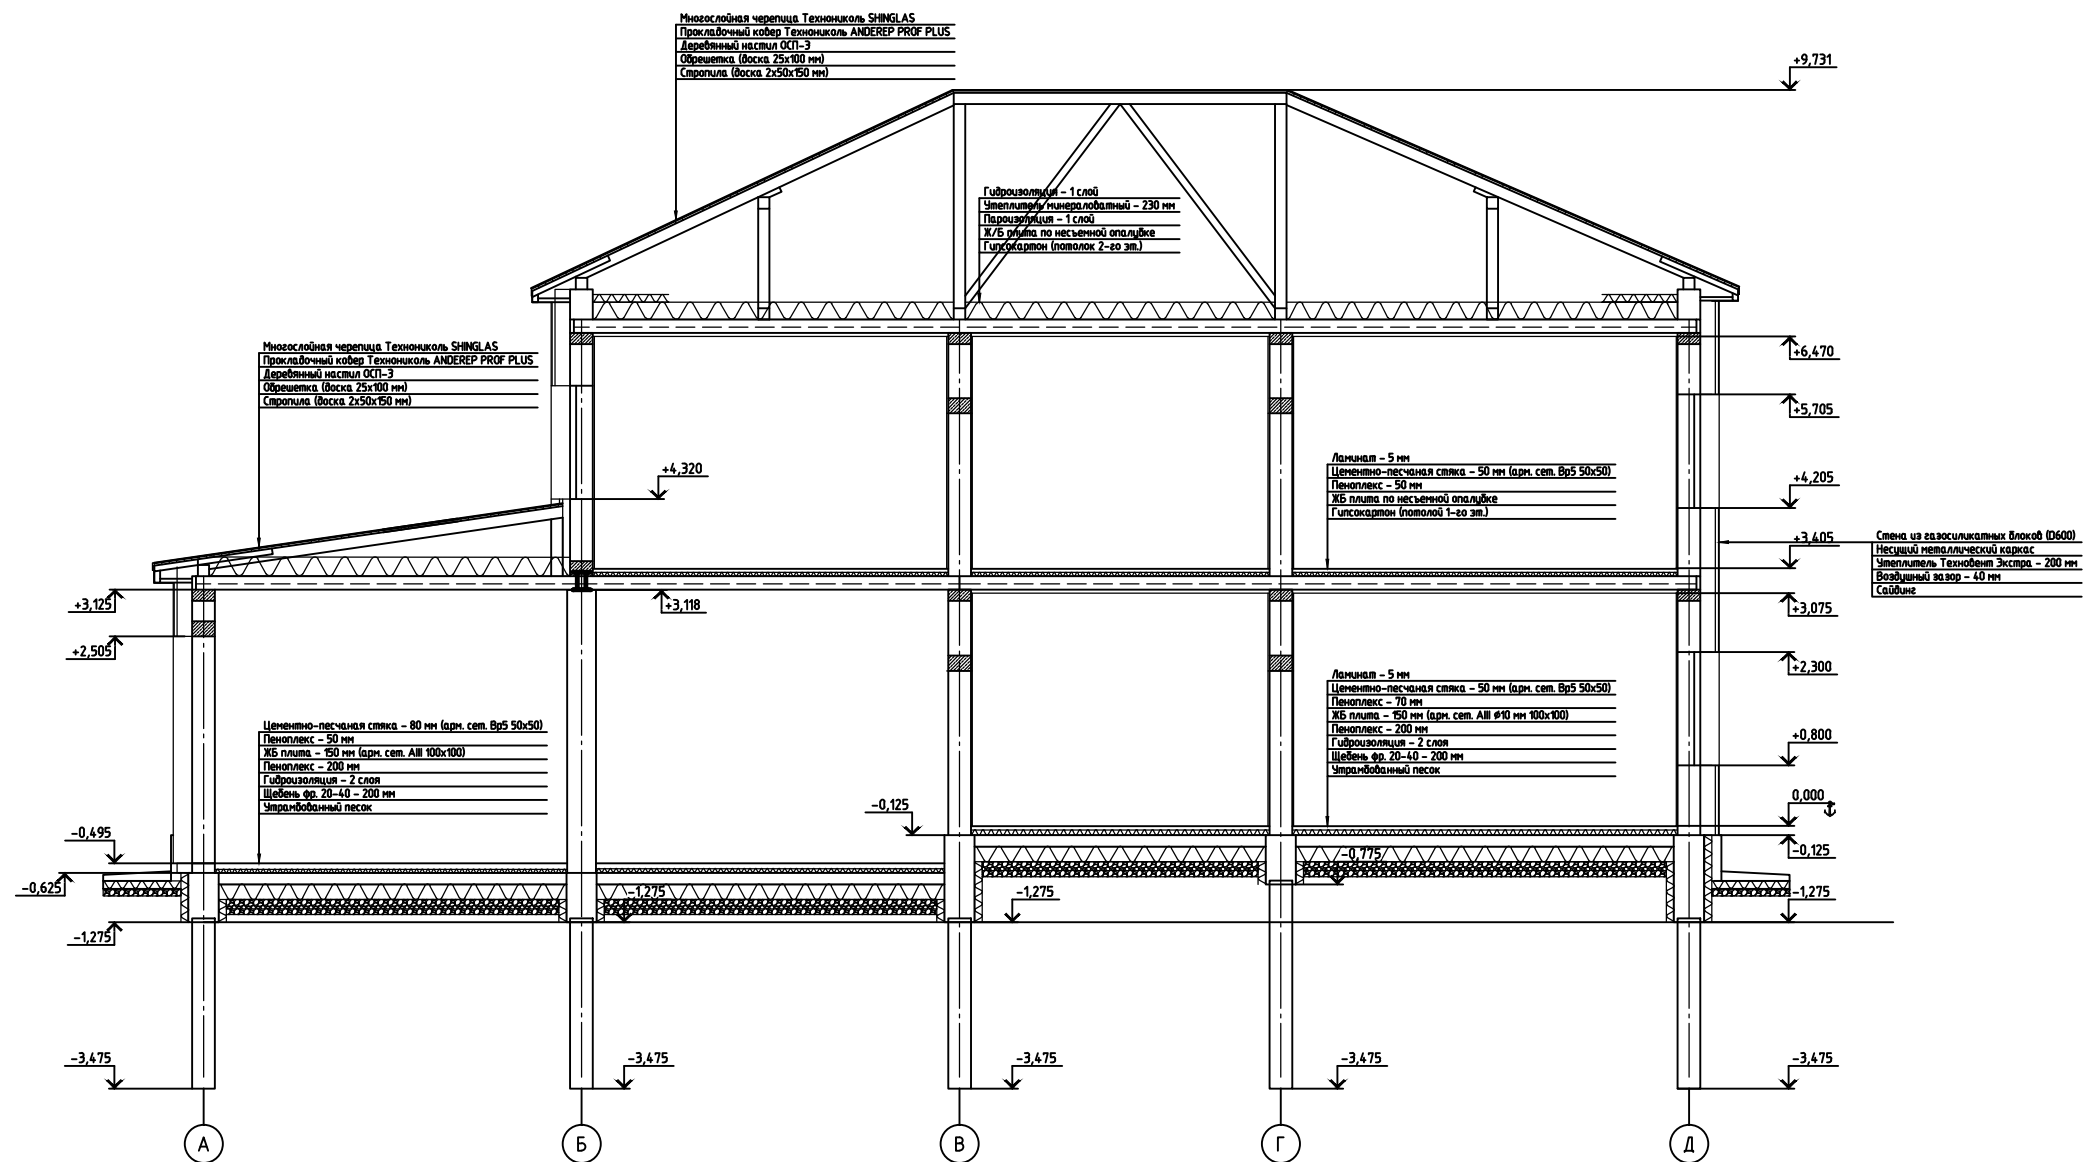 Многослойная черепица Технониколь SHINGLAS
Прокладочный ковер Технониколь ANDEREP PROF PLUS
Деревянный настил ОСП-3
Обрешетка (доска 25х100 мм)
Стропила (доска 2х50х150 мм)
+9,731
Гидроизоляция - 1 слой
Утеплитель минераловатный - 230 мм
Пароизоляция - 1 слой
Ж/Б плита по несъемной опалубке
Гипсокартон (потолок 2-го эт.)
Многослойная черепица Технониколь SHINGLAS
Прокладочный ковер Технониколь ANDEREP PROF PLUS
Деревянный настил ОСП-3
Обрешетка (доска 25х100 мм)
Стропила (доска 2х50х150 мм)
+6,470
+5,705
+4,320
Ламинат - 5 мм
Цементно-песчаная стяка - 50 мм (арм. сет. Вр5 50х50)
Пеноплекс - 50 мм
ЖБ плита по несъемной опалубке
Гипсокартон (потолой 1-го эт.)
+4,205
+3,405
Стена из газосиликатных блоков (D600)
Несущий металлический каркас
Утеплитель Техновент Экстра - 200 мм
Воздушный зазор - 40 мм
Сайдинг
+3,125
+3,118
+3,075
+2,505
+2,300
Ламинат - 5 мм
Цементно-песчаная стяка - 50 мм (арм. сет. Вр5 50х50)
Пеноплекс - 70 мм
ЖБ плита - 150 мм (арм. сет. АIII ø10 мм 100х100)
Пеноплекс - 200 мм
Гидроизоляция - 2 слоя
Щебень фр. 20-40 - 200 мм
Утрамбованный песок
Цементно-песчаная стяка - 80 мм (арм. сет. Вр5 50х50)
Пеноплекс - 50 мм
ЖБ плита - 150 мм (арм. сет. АIII 100х100)
Пеноплекс - 200 мм
Гидроизоляция - 2 слоя
Щебень фр. 20-40 - 200 мм
Утрамбованный песок
+0,800
0,000
-0,125
-0,495
-0,125
-0,775
-0,625
-1,275
-1,275
-1,275
-1,275
-3,475
-3,475
-3,475
-3,475
-3,475
А
Б
В
Г
Д